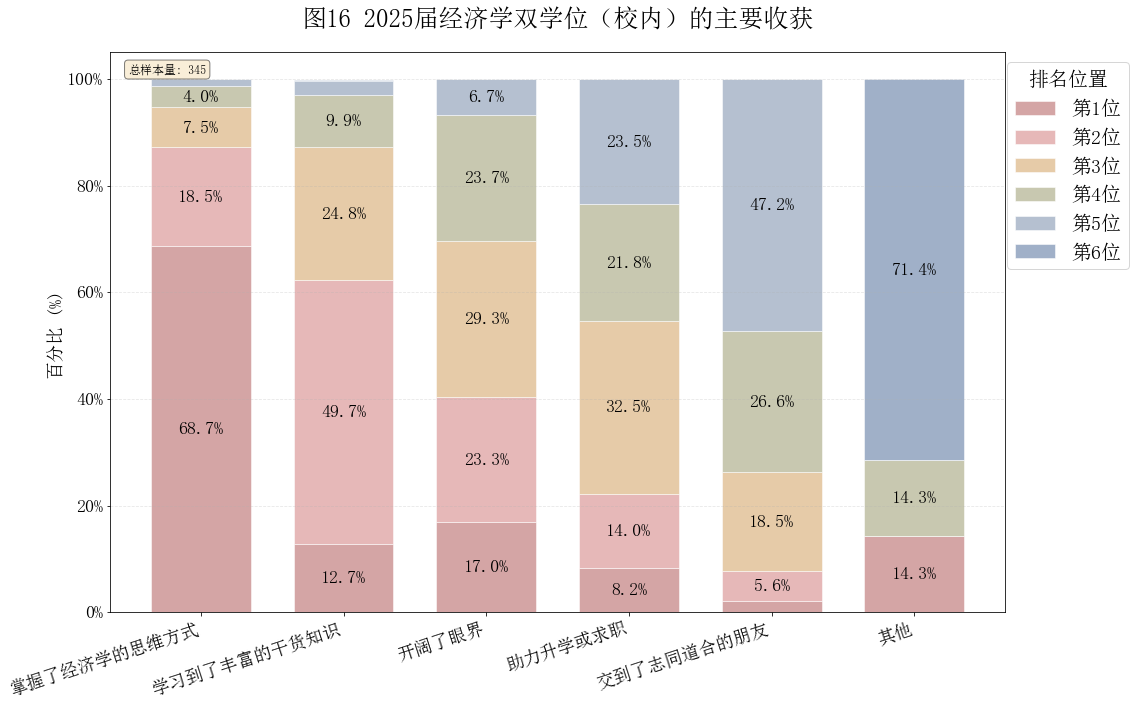 图16 2025届经济学双学位（校内）的主要收获
总样本量: 345
百分比 (%)
100%
80%
60%
40%
20%
0%
4.0%
7.5%
18.5%
68.7%
9.9%
24.8%
49.7%
12.7%
6.7%
23.7%
29.3%
23.3%
17.0%
23.5%
21.8%
32.5%
14.0%
8.2%
47.2%
26.6%
18.5%
5.6%
71.4%
14.3%
14.3%
掌握了经济学的思维方式
学习到了丰富的干货知识
开阔了眼界
助力升学或求职
交到了志同道合的朋友
其他
排名位置
第1位
第2位
第3位
第4位
第5位
第6位